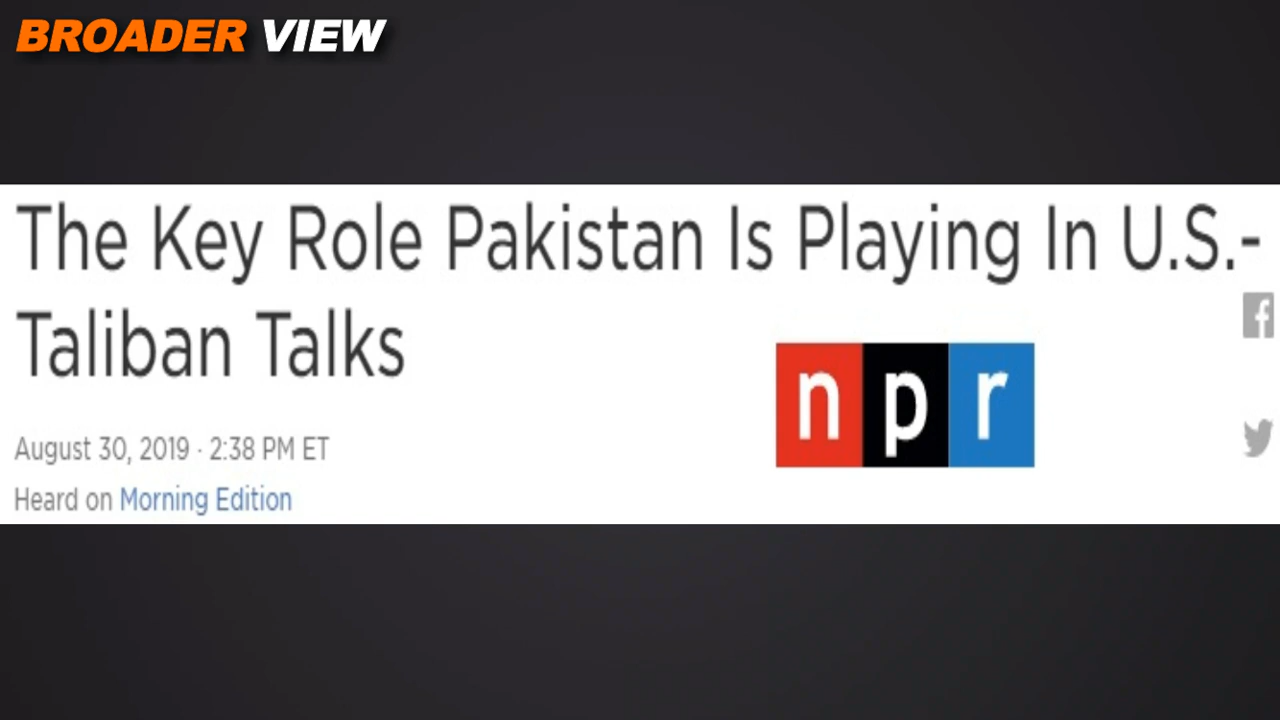 BROADER VIEW
The Key Role Pakistan Is Playing In U.S.-
Taliban Talks
npr
August 30, 2019 · 2:38 PM ET
Heard on Morning Edition